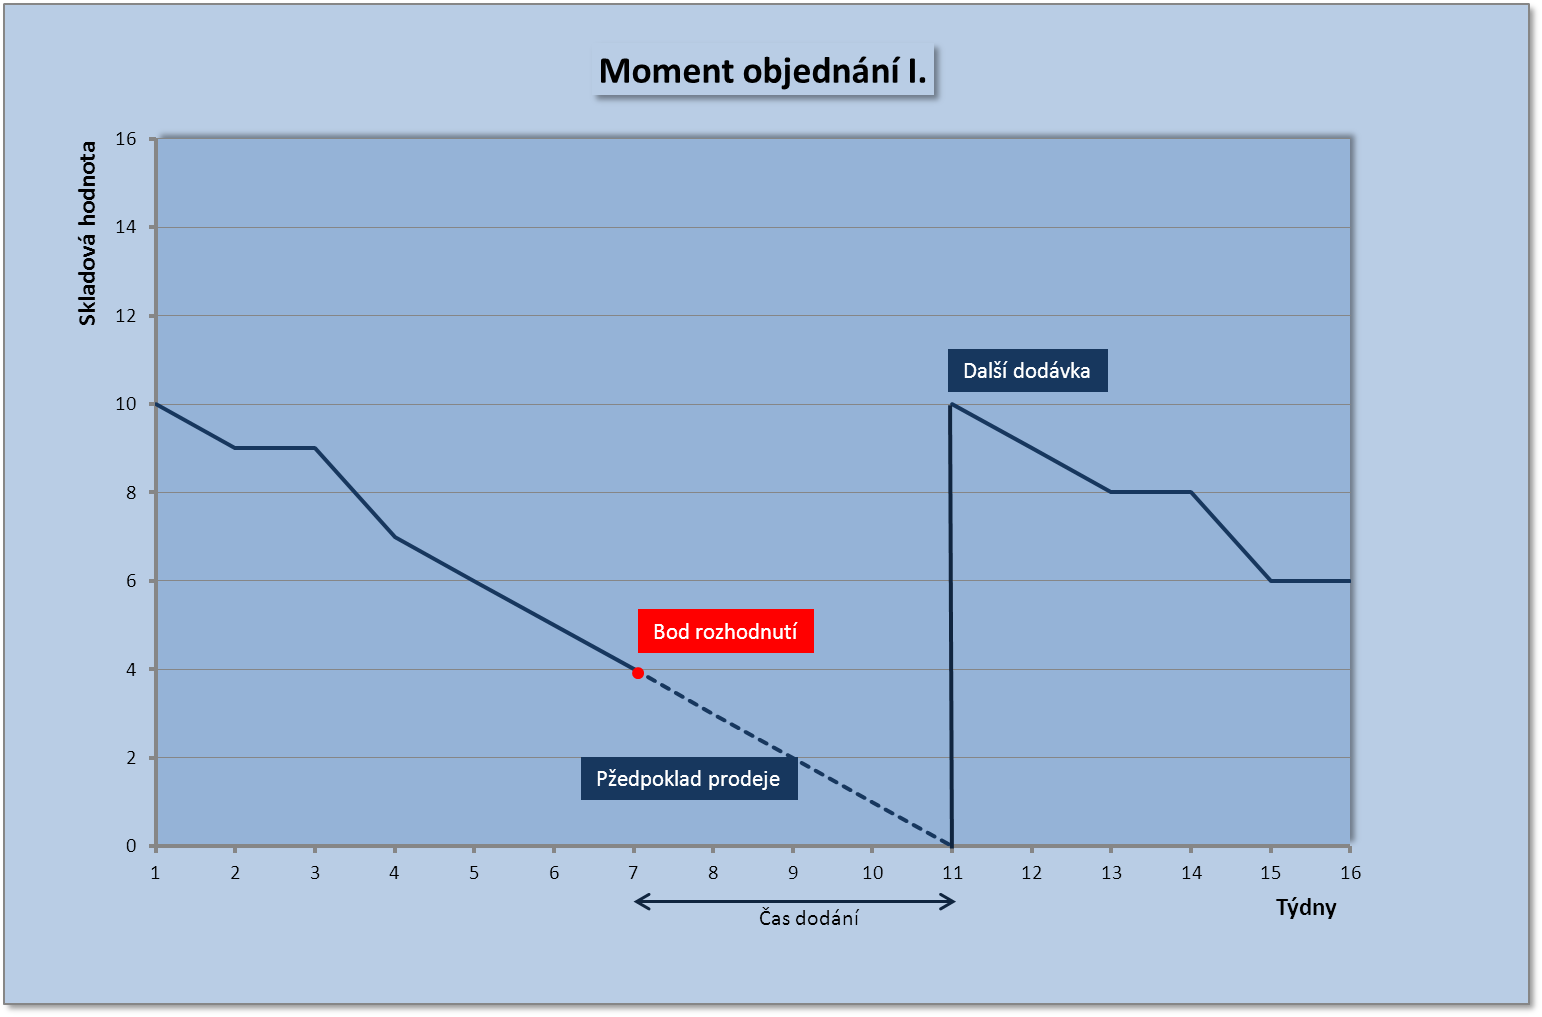 Moment objednání I.
Skladová hodnota
16
14
12
10
8
6
4
2
0
Další dodávka
Bod rozhodnutí
Pžedpoklad prodeje
1 2 3 4 5 6 7 8 9 10 11 12 13 14 15 16
Čas dodání
Týdny